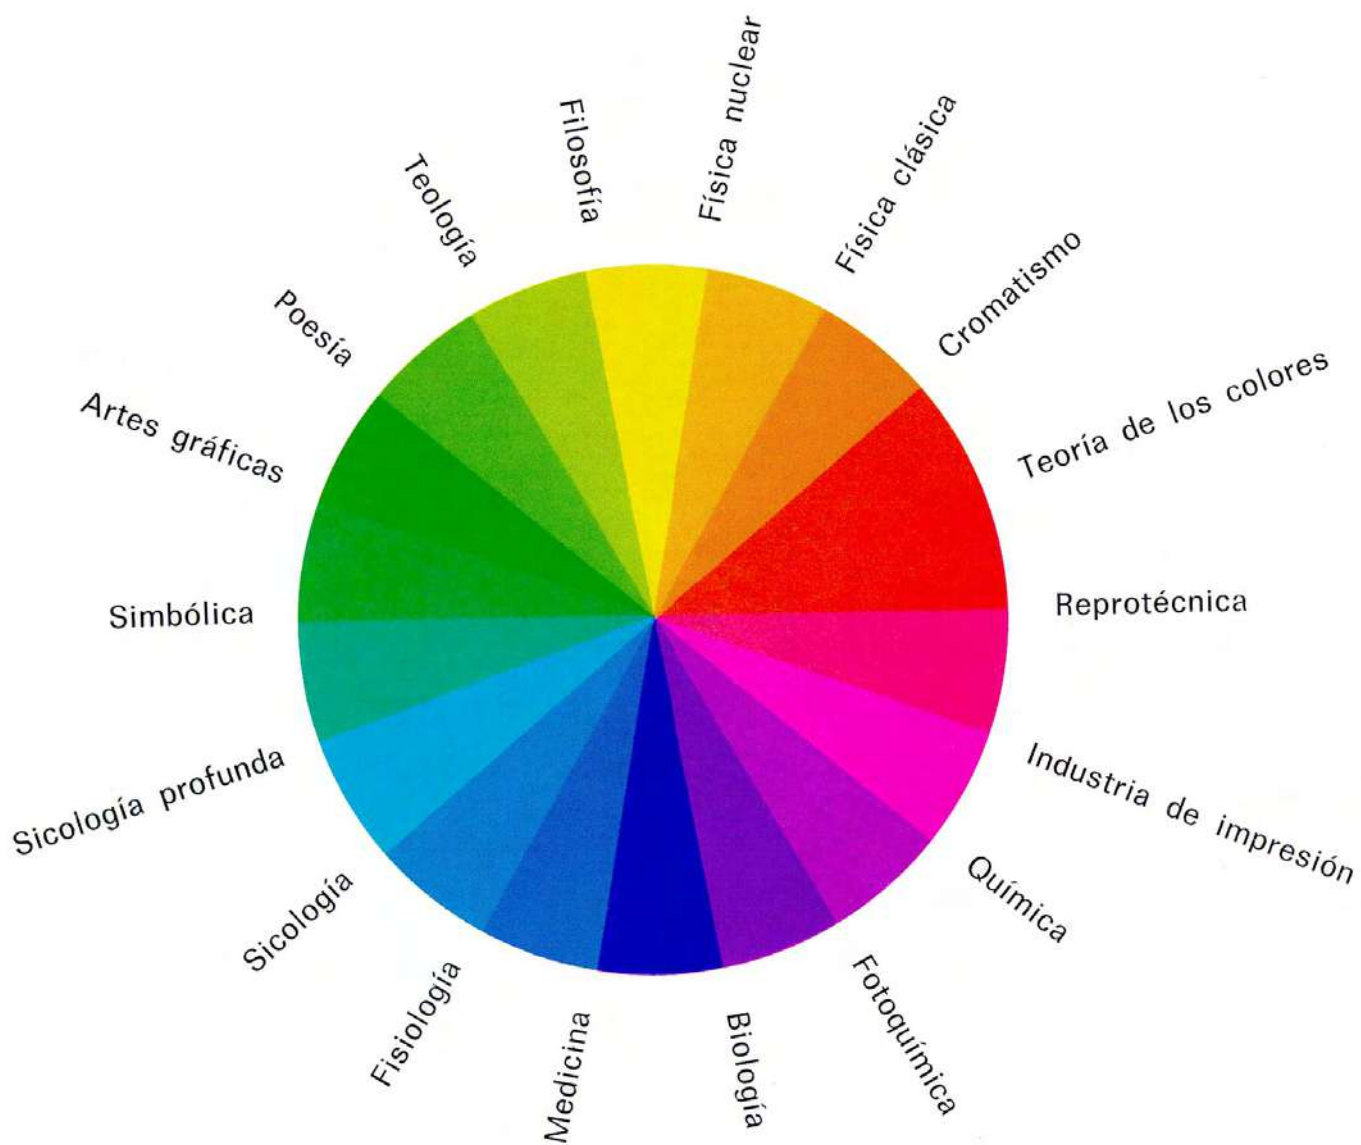 Filosofía
Física nuclear
Física clásica
Cromatismo
Teoría de los colores
Reprotécnica
Industria de impresión
Química
Fotoquímica
Biología
Medicina
Fisiología
Sicología
Sicología profunda
Simbólica
Artes gráficas
Poesía
Teología